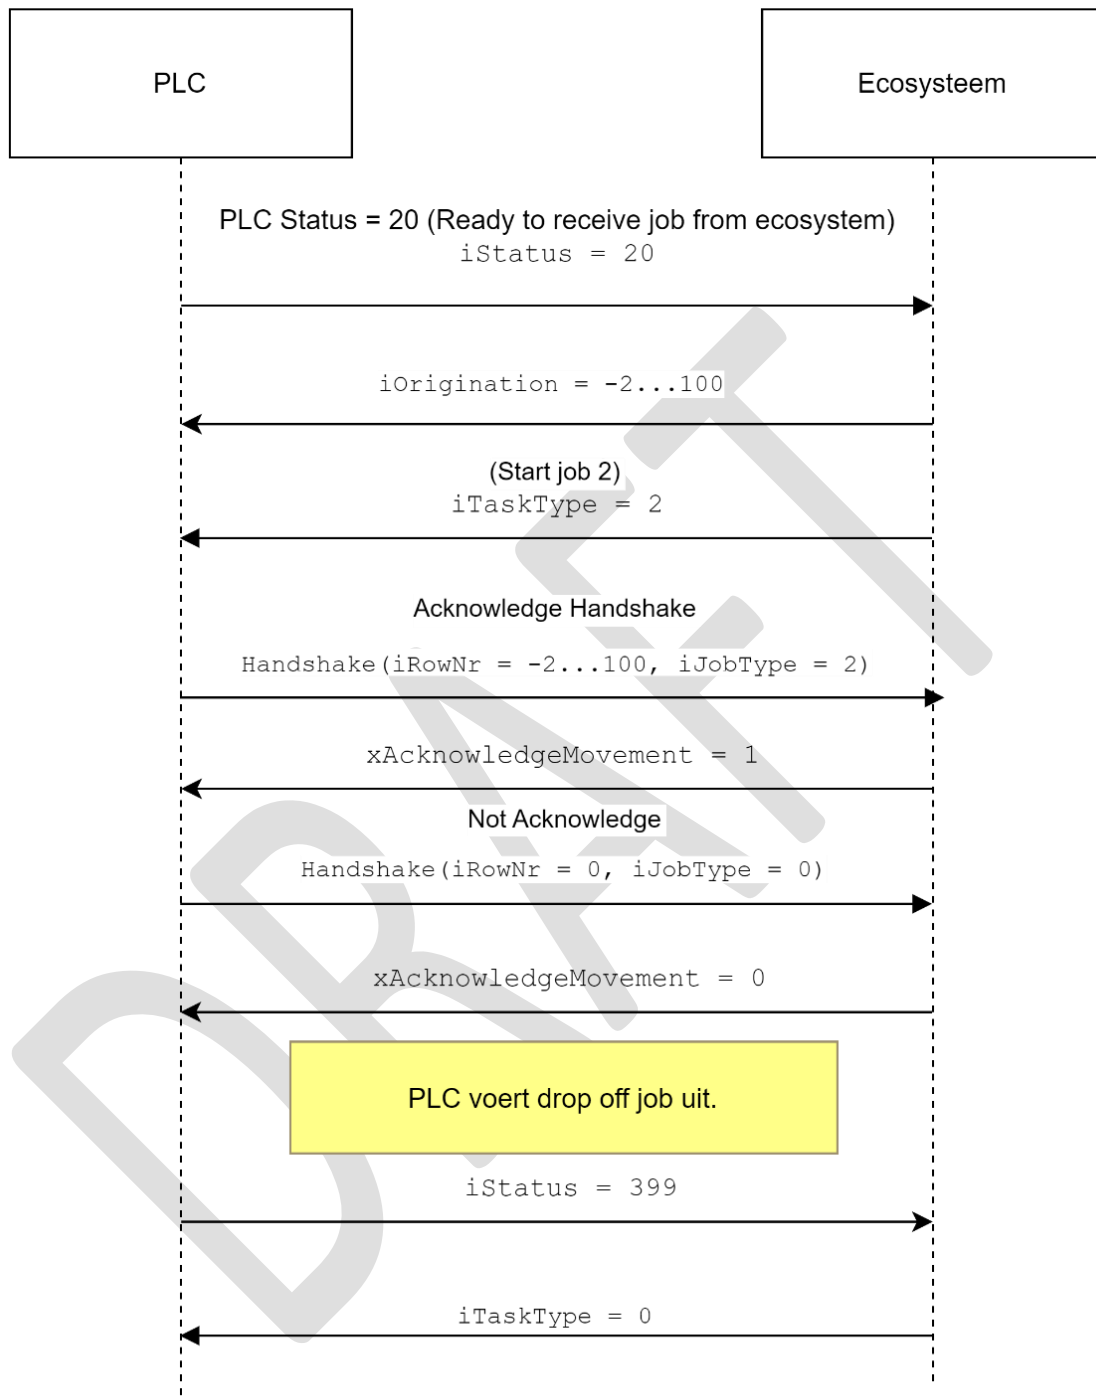 PLC
Ecosysteem
PLC Status = 20 (Ready to receive job from ecosystem)
iStatus = 20
iOrigination = -2...100
(Start job 2)
iTaskType = 2
Acknowledge Handshake
Handshake(iRowNr = -2...100, iJobType = 2)
xAcknowledgeMovement = 1
Not Acknowledge
Handshake(iRowNr = 0, iJobType = 0)
xAcknowledgeMovement = 0
PLC voert drop off job uit.
iStatus = 399
iTaskType = 0
DRAFT